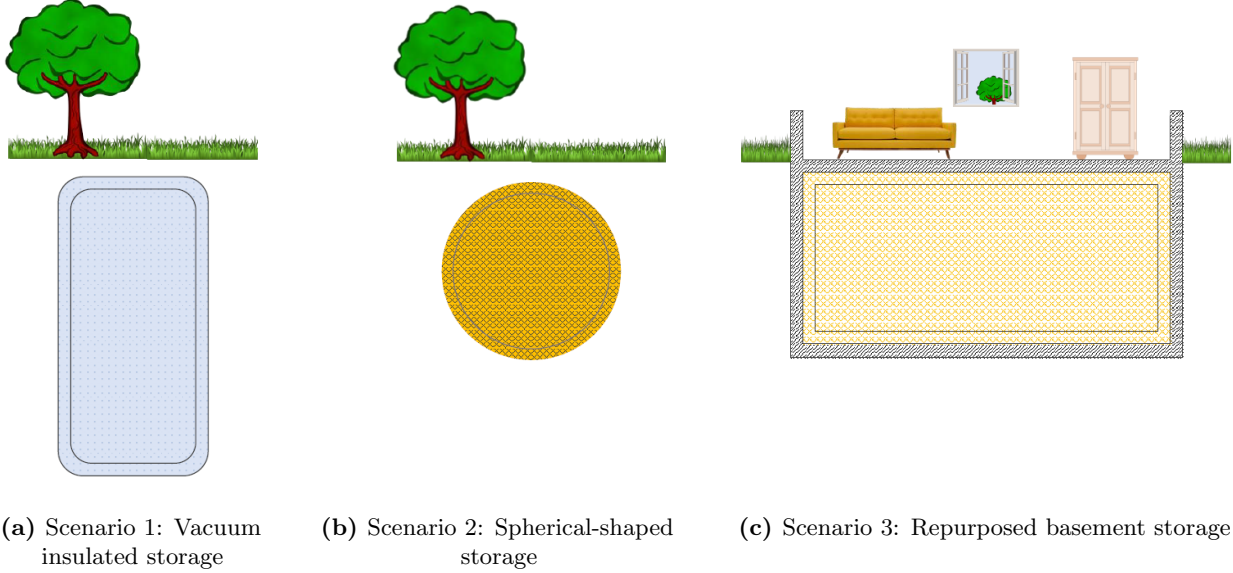 (a) Scenario 1: Vacuum
insulated storage
(b) Scenario 2: Spherical-shaped
storage
(c) Scenario 3: Repurposed basement storage